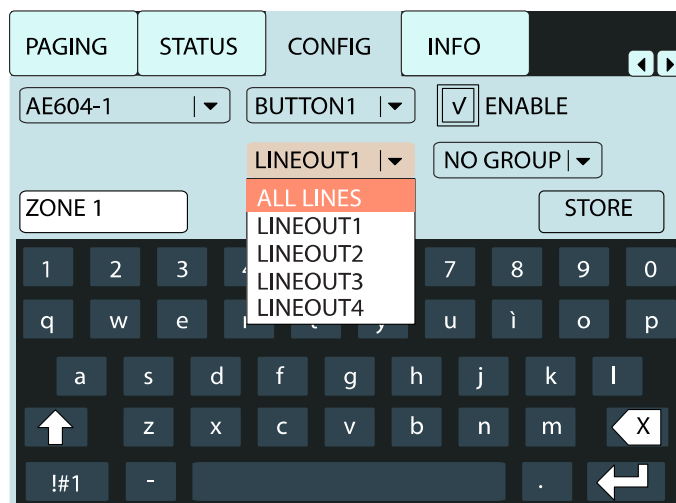 PAGING STATUS CONFIG INFO
AE604-1 BUTTON1 √ ENABLE
LINEOUT1 NO GROUP
ZONE 1 STORE
ALL LINES
LINEOUT1
LINEOUT2
LINEOUT3
LINEOUT4
1 2 3 7 8 9 0
q w e u ì o p
a s d f g h j k l
z x c v b n m X
!#1 - .